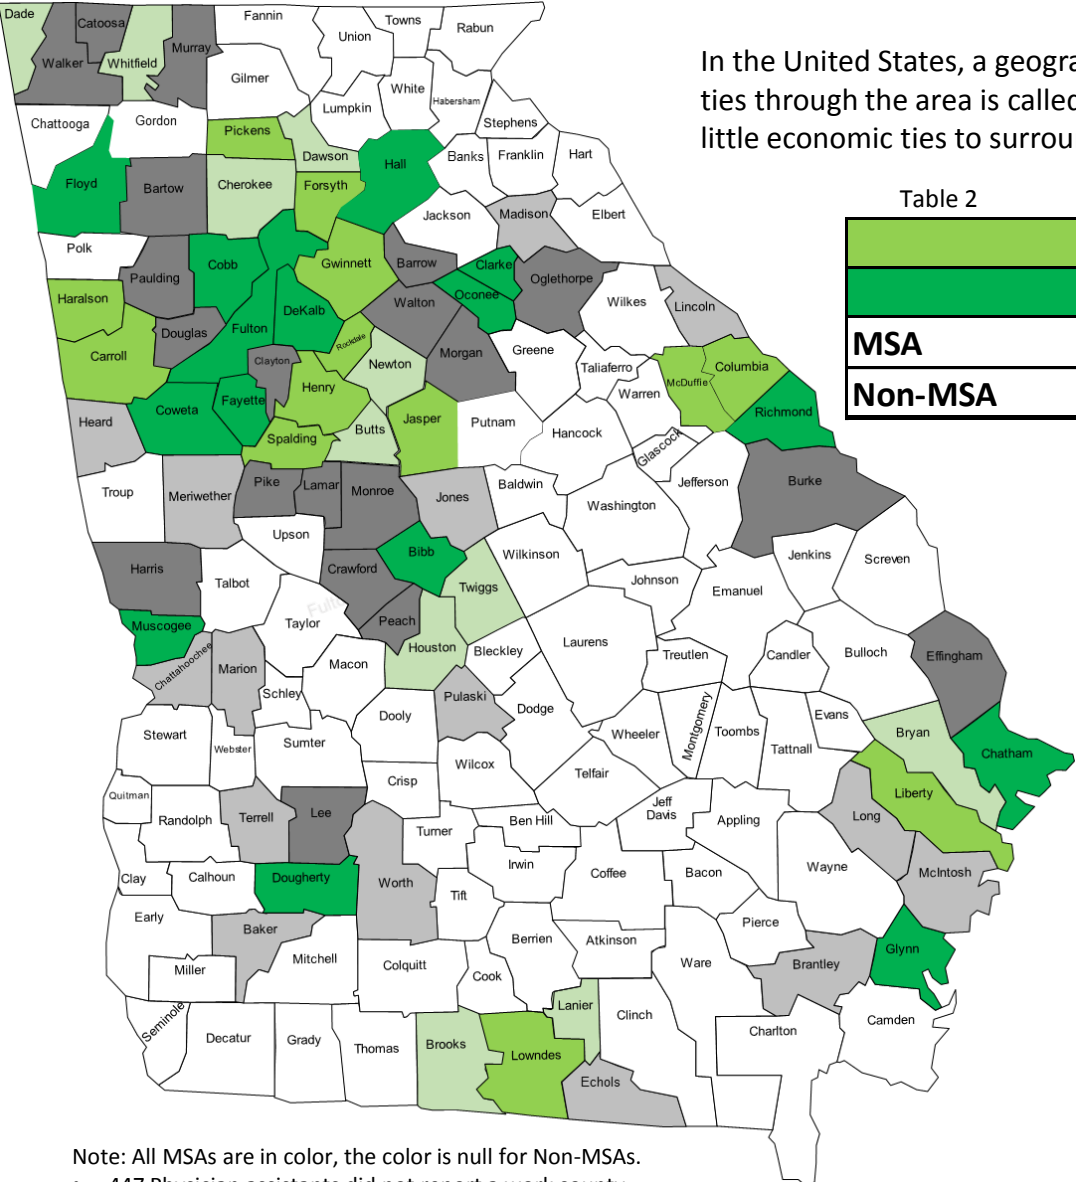 In the United States, a geogra
ties through the area is called
little economic ties to surrou
Table 2
MSA
Non-MSA
Dade
Catoosa
Walker
Whitfield
Murray
Fannin
Union
Towns
Rabun
Gilmer
White
Lumpkin
Habersham
Stephens
Chattooga
Gordon
Pickens
Dawson
Hall
Banks
Franklin
Hart
Floyd
Bartow
Cherokee
Forsyth
Jackson
Madison
Elbert
Polk
Paulding
Cobb
Gwinnett
Barrow
Clarke
Oconee
Oglethorpe
Wilkes
Lincoln
Haralson
Douglas
Fulton
DeKalb
Walton
Rockdale
Newton
Morgan
Greene
Taliaferro
McDuffie
Columbia
Carroll
Clayton
Henry
Warren
Richmond
Heard
Coweta
Fayette
Spalding
Butts
Jasper
Putnam
Hancock
Glascock
Troup
Meriwether
Pike
Lamar
Monroe
Jones
Baldwin
Washington
Jefferson
Burke
Upson
Bibb
Wilkinson
Jenkins
Screven
Harris
Talbot
Crawford
Twiggs
Johnson
Emanuel
Fult
Muscogee
Taylor
Peach
Houston
Bleckley
Laurens
Treutlen
Candler
Bulloch
Effingham
Chattahoochee
Marion
Macon
Schley
Pulaski
Dodge
Dooly
Wheeler
Montgomery
Toombs
Evans
Tattnall
Bryan
Chatham
Stewart
Webster
Sumter
Wilcox
Telfair
Crisp
Quitman
Randolph
Terrell
Lee
Turner
Ben Hill
Jeff
Davis
Appling
Long
Liberty
Clay
Calhoun
Dougherty
Worth
Irwin
Coffee
Bacon
Wayne
McIntosh
Early
Tift
Baker
Mitchell
Berrien
Atkinson
Pierce
Glynn
Miller
Colquitt
Cook
Ware
Brantley
Seminole
Decatur
Grady
Thomas
Brooks
Lowndes
Lanier
Clinch
Echols
Charlton
Camden
Note: All MSAs are in color, the color is null for Non-MSAs.